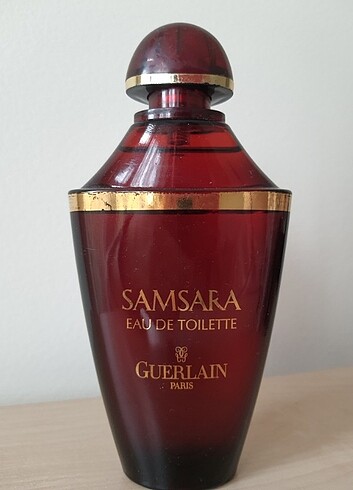 SAMSARA
EAU DE TOILETTE
GUERLAIN
PARIS